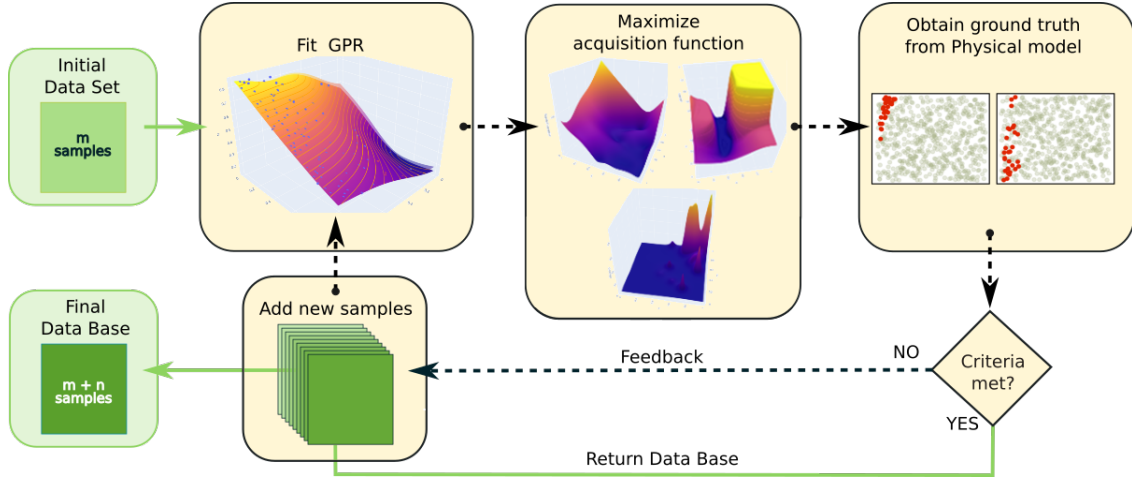 Initial
Data Set
m
samples
Fit GPR
Maximize
acquisition function
Obtain ground truth
from Physical model
Criteria
met?
NO
YES
Feedback
Return Data Base
Add new samples
Final
Data Base
m + n
samples